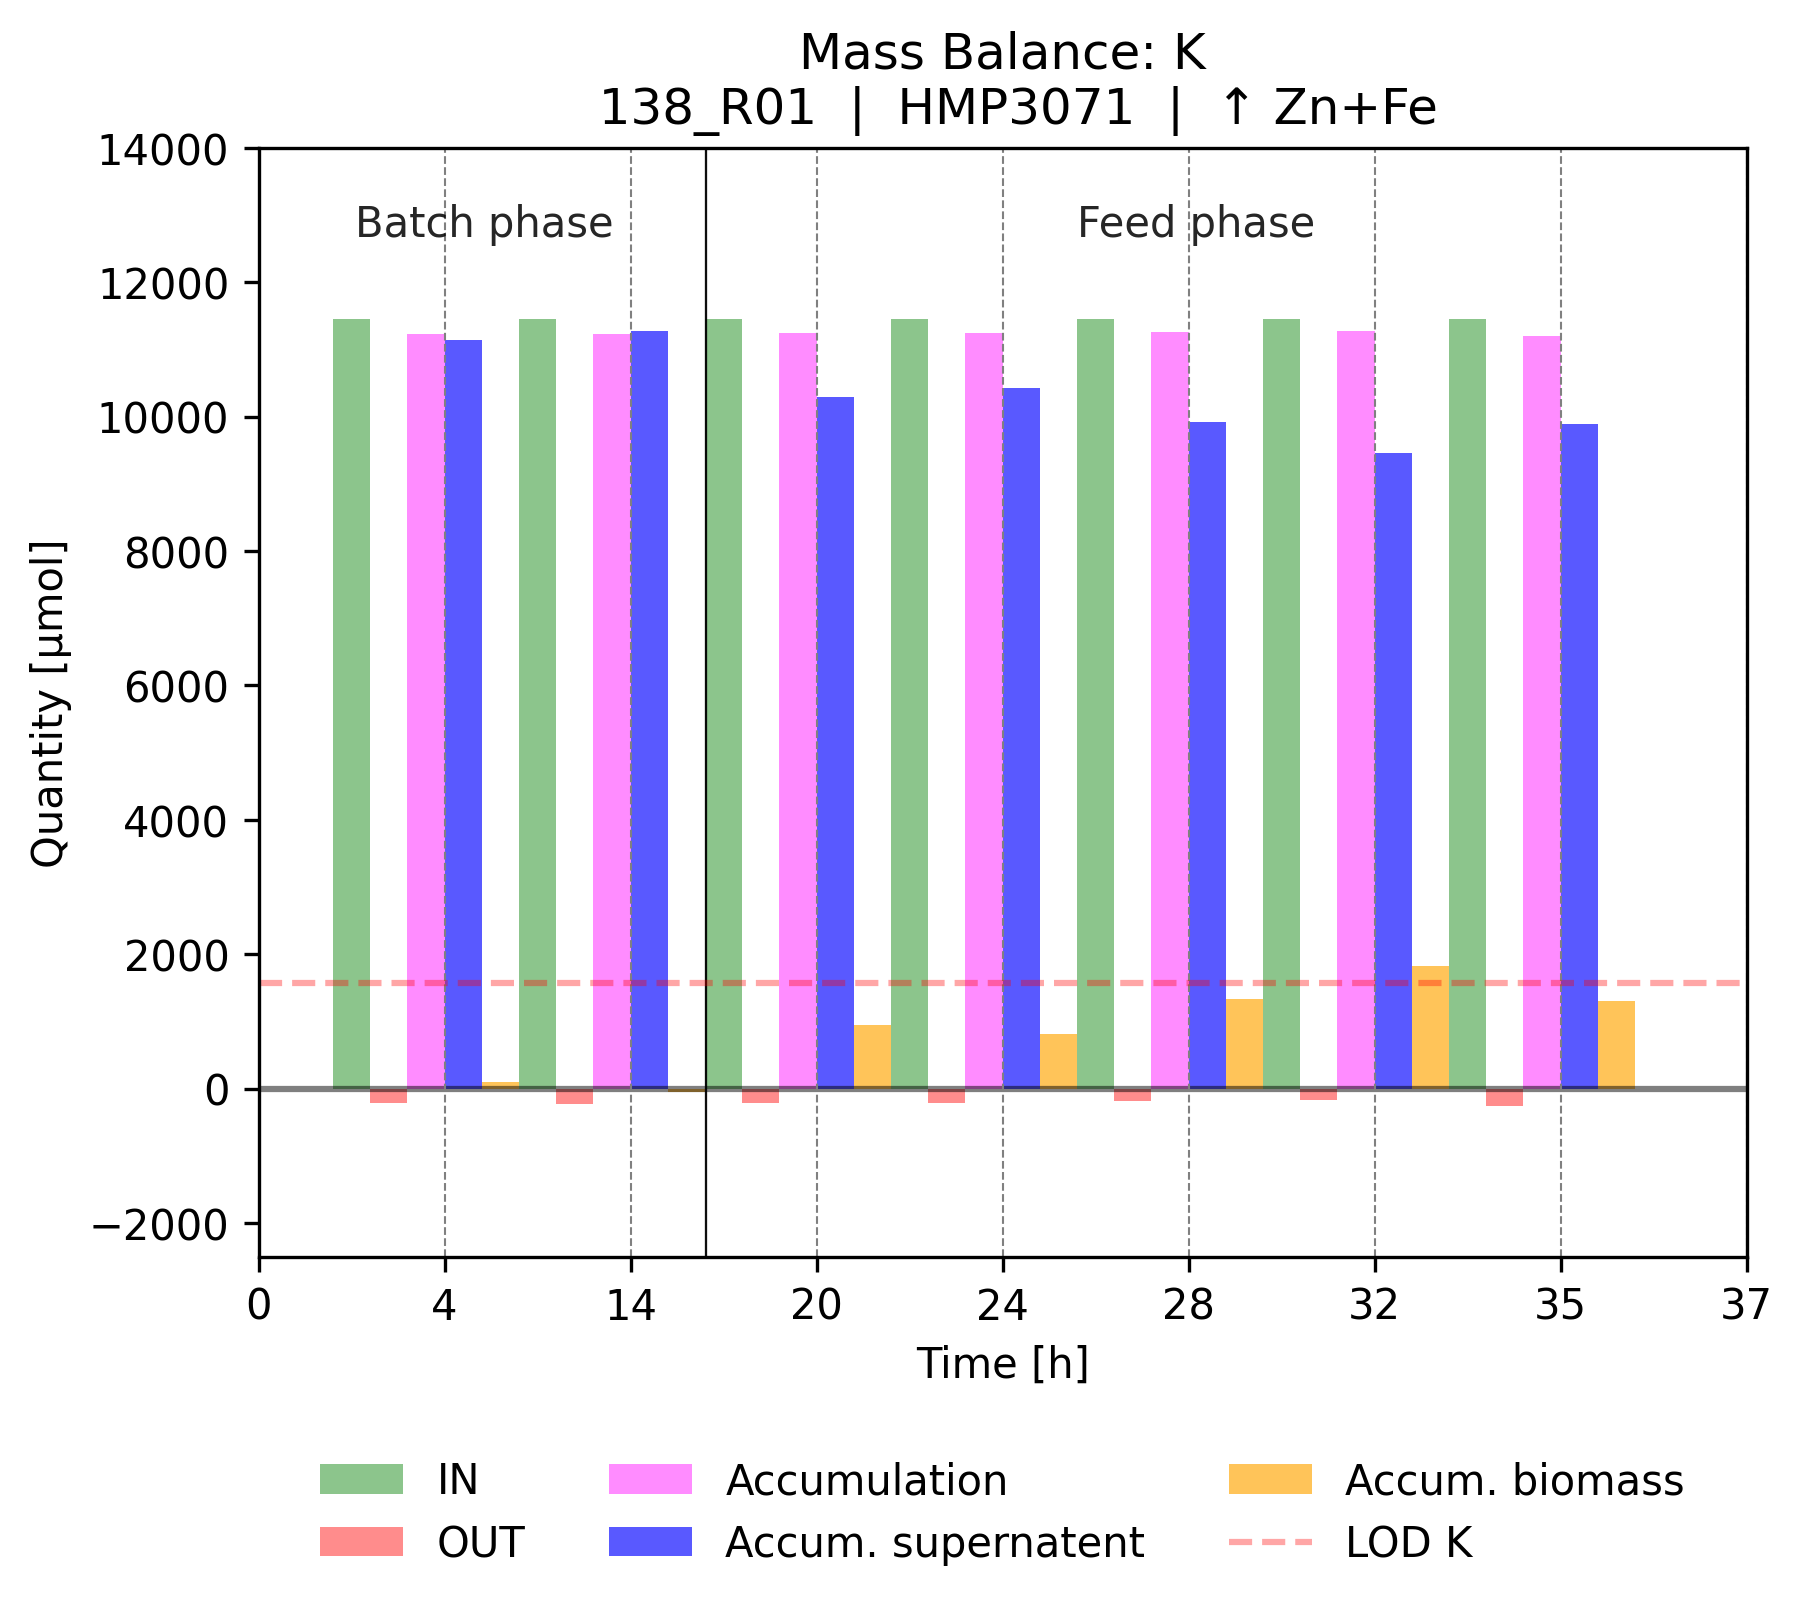 Mass Balance: K
138_R01 | HMP3071 | ↑ Zn+Fe
14000
12000
10000
8000
6000
4000
2000
0
−2000
Quantity [µmol]
Batch phase
Feed phase
0 4 14 20 24 28 32 35 37
Time [h]
IN
OUT
Accumulation
Accum. supernatent
Accum. biomass
LOD K